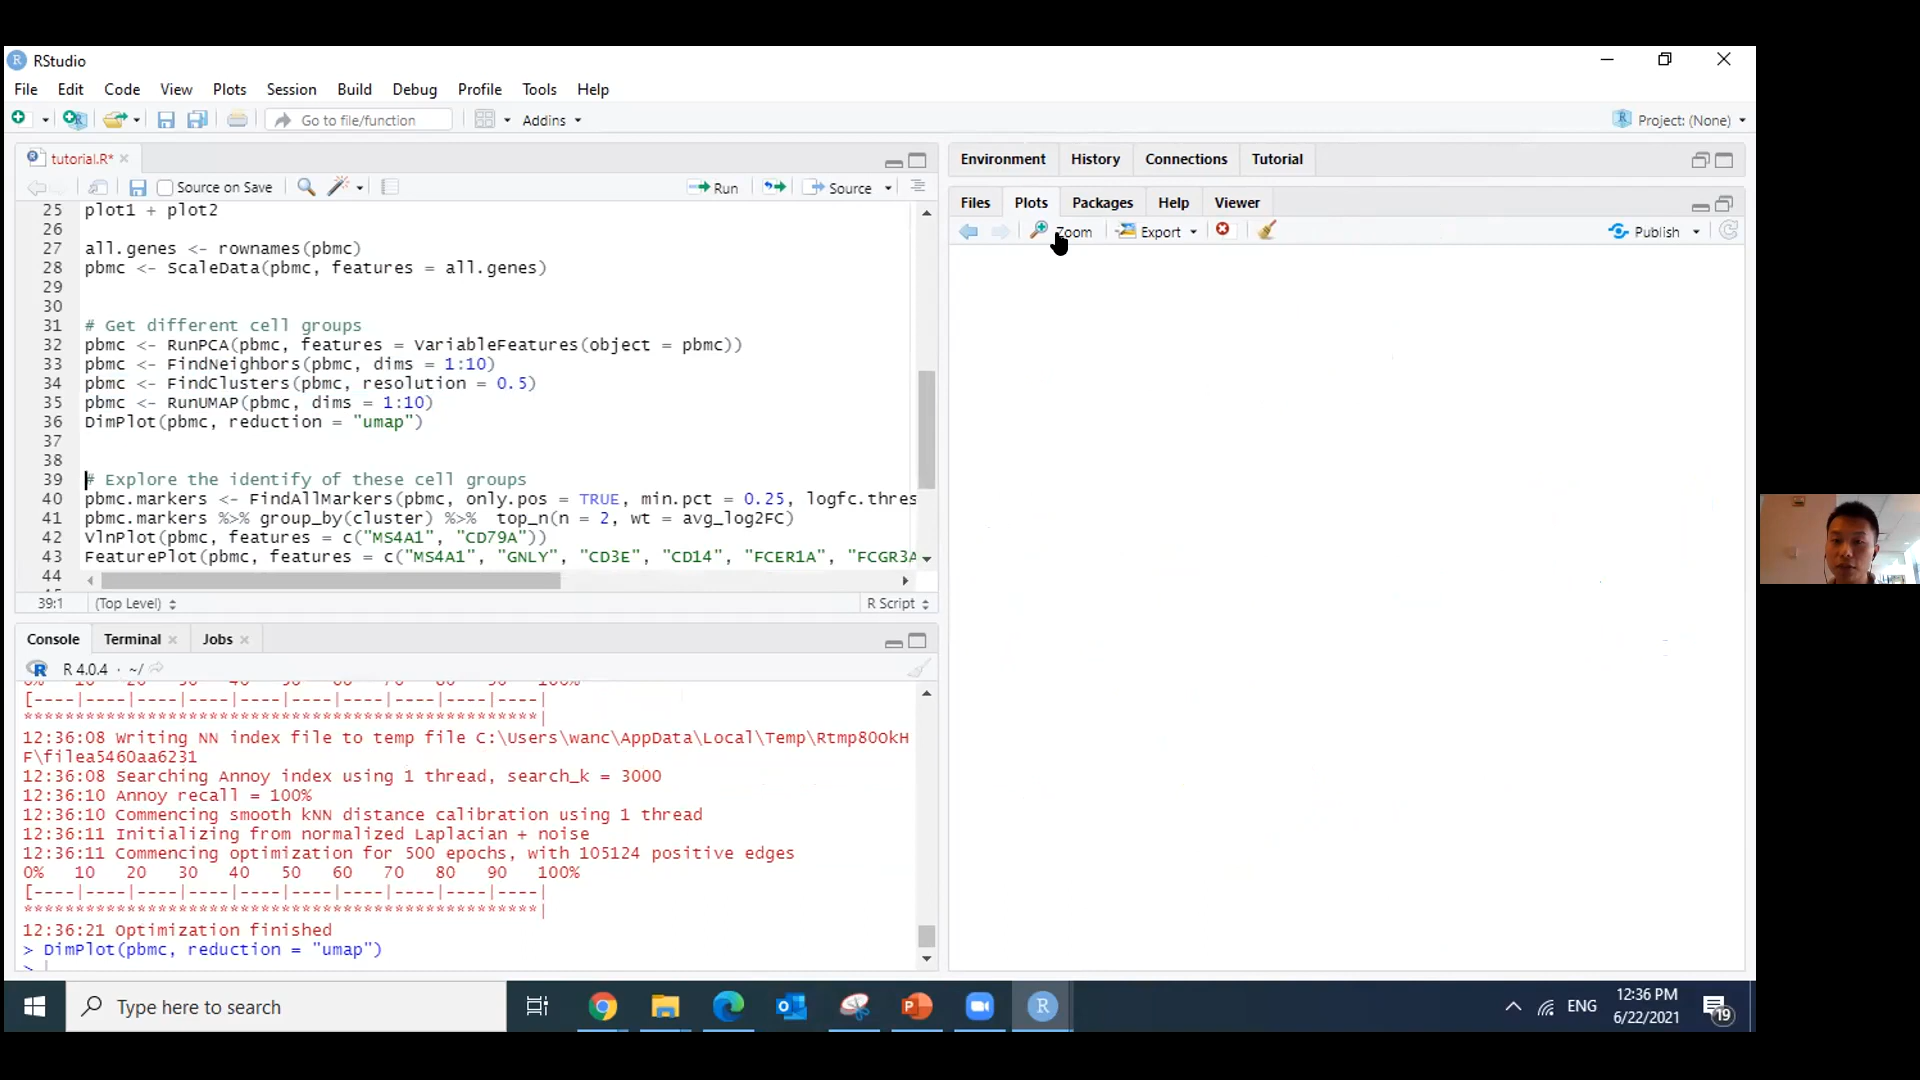 RStudio
File Edit Code View Plots Session Build Debug Profile Tools Help
Go to file/function Addins Project: (None)
tutorial.R*
Source on Save Run Source
25 plot1 + plot2
26
27 all.genes <- rownames(pbmc)
28 pbmc <- ScaleData(pbmc, features = all.genes)
29
30
31 # Get different cell groups
32 pbmc <- RunPCA(pbmc, features = VariableFeatures(object = pbmc))
33 pbmc <- FindNeighbors(pbmc, dims = 1:10)
34 pbmc <- FindClusters(pbmc, resolution = 0.5)
35 pbmc <- RunUMAP(pbmc, dims = 1:10)
36 DimPlot(pbmc, reduction = "umap")
37
38
39 # Explore the identify of these cell groups
40 pbmc.markers <- FindAllMarkers(pbmc, only.pos = TRUE, min.pct = 0.25, logfc.thres
41 pbmc.markers %>% group_by(cluster) %>%  top_n(n = 2, wt = avg_log2FC)
42 VlnPlot(pbmc, features = c("MS4A1", "CD79A"))
43 FeaturePlot(pbmc, features = c("MS4A1", "GNLY", "CD3E", "CD14", "FCER1A", "FCGR3A
44
39:1 (Top Level) R Script
Console Terminal Jobs
R 4.0.4 · ~/
0% 10 20 30 40 50 60 70 80 90 100%
[----|----|----|----|----|----|----|----|----|----|
**************************************************|
12:36:08 Writing NN index file to temp file C:\Users\wanc\AppData\Local\Temp\Rtmp80OkH
F\filea5460aa6231
12:36:08 Searching Annoy index using 1 thread, search_k = 3000
12:36:10 Annoy recall = 100%
12:36:10 Commencing smooth kNN distance calibration using 1 thread
12:36:11 Initializing from normalized Laplacian + noise
12:36:11 Commencing optimization for 500 epochs, with 105124 positive edges
0% 10 20 30 40 50 60 70 80 90 100%
[----|----|----|----|----|----|----|----|----|----|
**************************************************|
12:36:21 Optimization finished
> DimPlot(pbmc, reduction = "umap")
>
Environment History Connections Tutorial
Files Plots Packages Help Viewer
Zoom Export Publish
Type here to search
ENG
12:36 PM
6/22/2021
19